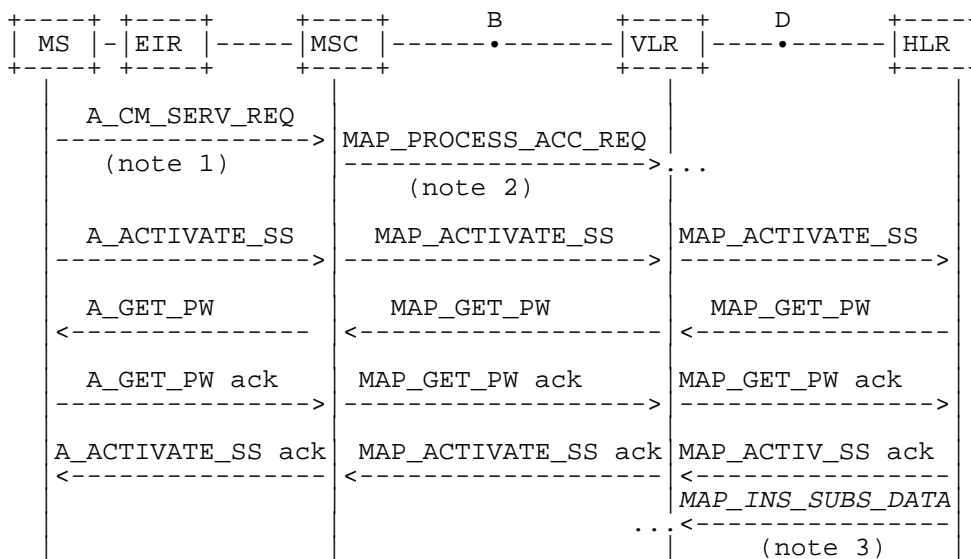 B D
MS EIR MSC VLR HLR
A_CM_SERV_REQ
MAP_PROCESS_ACC_REQ
(note 1)
...
(note 2)
A_ACTIVATE_SS MAP_ACTIVATE_SS MAP_ACTIVATE_SS
A_GET_PW MAP_GET_PW MAP_GET_PW
A_GET_PW ack MAP_GET_PW ack MAP_GET_PW ack
A_ACTIVATE_SS ack MAP_ACTIVATE_SS ack MAP_ACTIV_SS ack
MAP_INS_SUBS_DATA
...
(note 3)